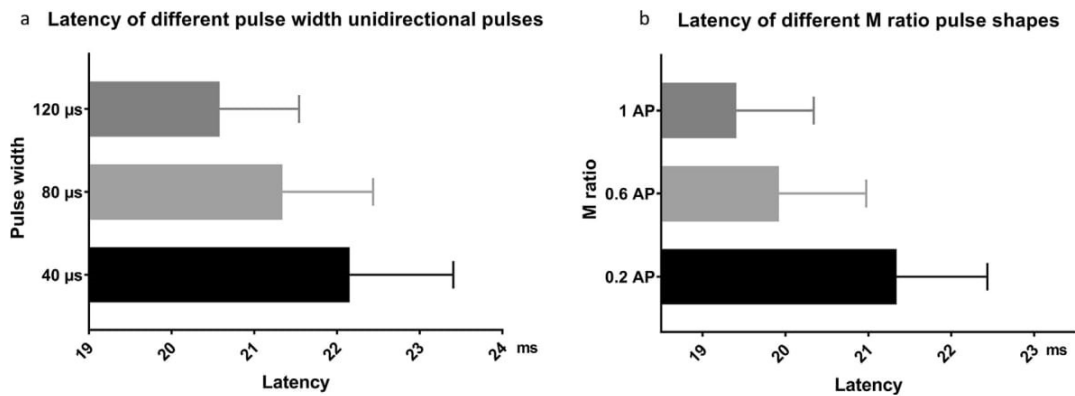 a Latency of different pulse width unidirectional pulses
120 µs
80 µs
40 µs
Pulse width
19 20 21 22 23 24 ms
Latency
b Latency of different M ratio pulse shapes
1 AP
0.6 AP
0.2 AP
M ratio
19 20 21 22 23 ms
Latency